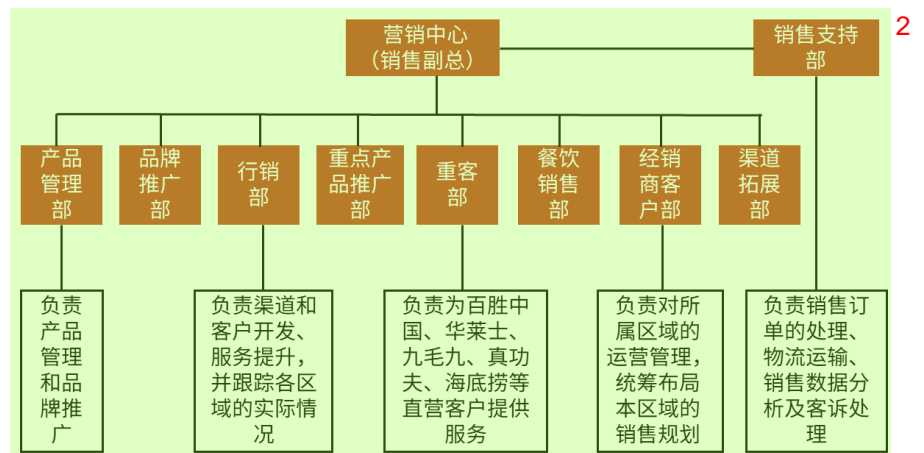 营销中心
（销售副总）
销售支持
部
2
产品
管理
部
品牌
推广
部
行销
部
重点产
品推广
部
重客
部
餐饮
销售
部
经销
商客
户部
渠道
拓展
部
负责
产品
管理
和品
牌推
广
负责渠道和
客户开发、
服务提升，
并跟踪各区
域的实际情
况
负责为百胜中
国、华莱士、
九毛九、真功
夫、海底捞等
直营客户提供
服务
负责对所
属区域的
运营管理，
统筹布局
本区域的
销售规划
负责销售订
单的处理、
物流运输、
销售数据分
析及客诉处
理